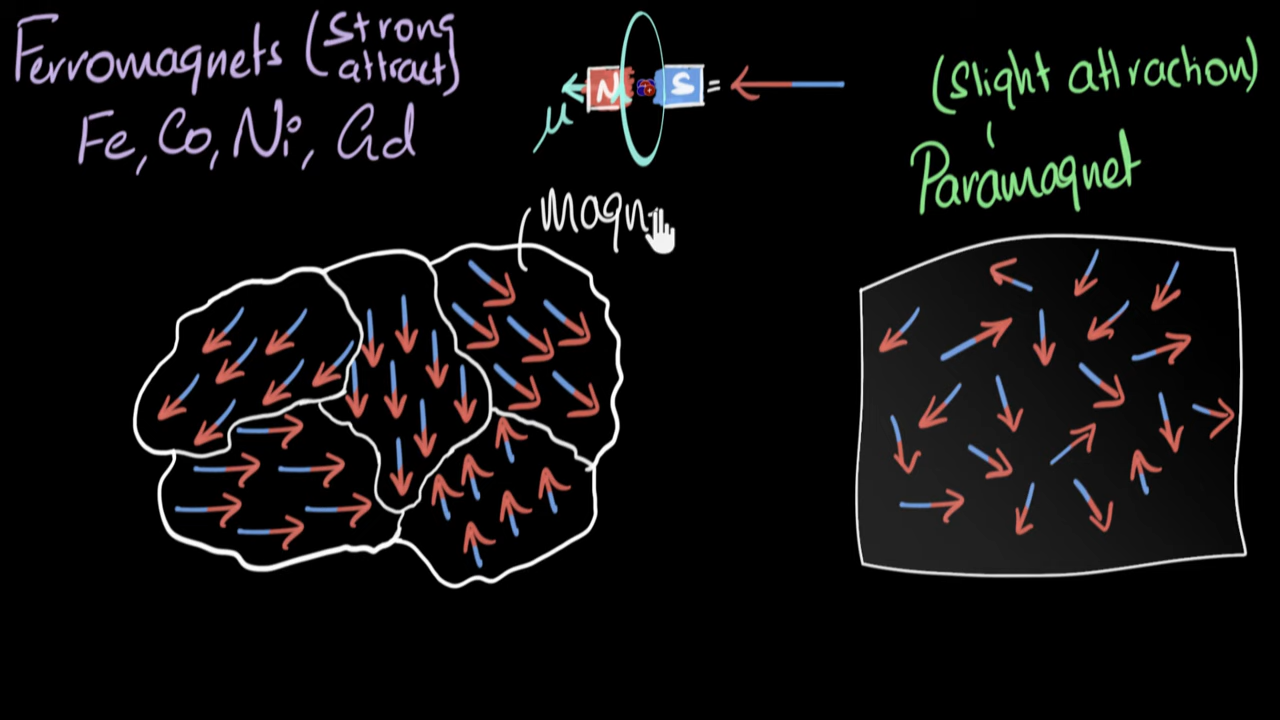 Ferromagnets (strong
attract)
Fe, Co, Ni, Gd
μ N S =
(Slight attraction)
Paramagnet
Magn